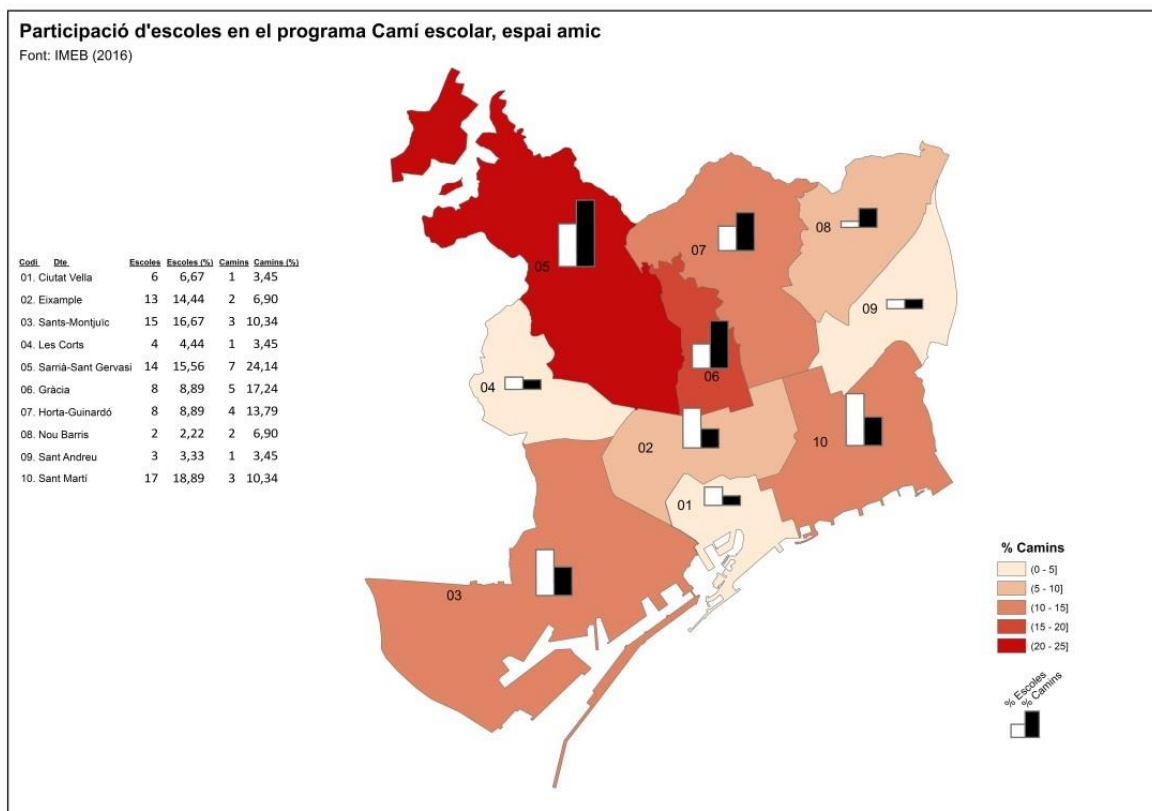 Participació d'escoles en el programa Camí escolar, espai amic
Font: IMEB (2016)
Codi Dte Escoles Escoles (%) Camins Camins (%)
01. Ciutat Vella 6 6,67 1 3,45
02. Eixample 13 14,44 2 6,90
03. Sants-Montjuïc 15 16,67 3 10,34
04. Les Corts 4 4,44 1 3,45
05. Sarrià-Sant Gervasi 14 15,56 7 24,14
06. Gràcia 8 8,89 5 17,24
07. Horta-Guinardó 8 8,89 4 13,79
08. Nou Barris 2 2,22 2 6,90
09. Sant Andreu 3 3,33 1 3,45
10. Sant Martí 17 18,89 3 10,34
08
07
05
09
06
04
02
10
01
03
% Camins
(0 - 5]
(5 - 10]
(10 - 15]
(15 - 20]
(20 - 25]
% Escoles
% Camins